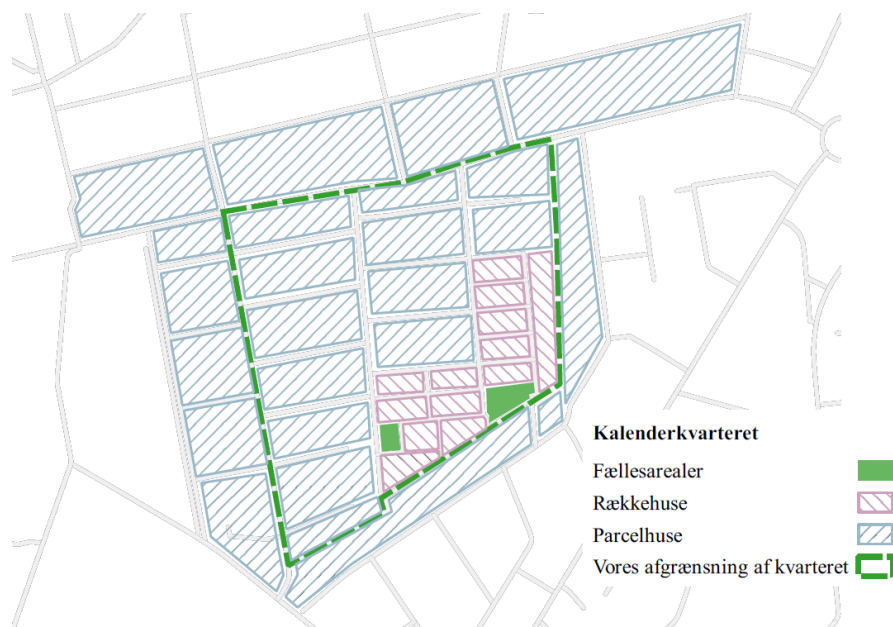 Kalenderkvarteret
Fællesarealer
Rækkehuse
Parcelhuse
Vores afgrænsning af kvarteret